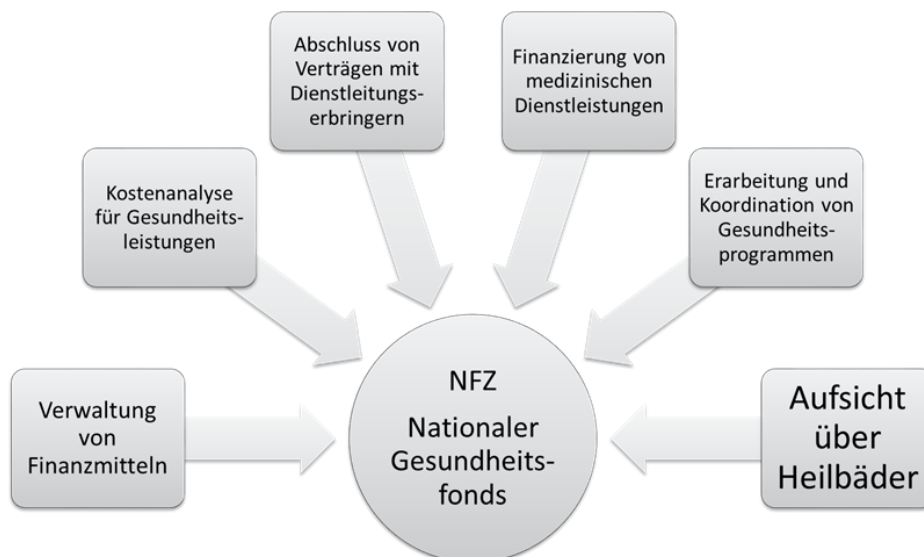 Abschluss von
Verträgen mit
Dienstleitungs-
erbringern
Finanzierung von
medizinischen
Dienstleistungen
Kostenanalyse
für Gesundheits-
leistungen
Erarbeitung und
Koordination von
Gesundheits-
programmen
Verwaltung
von
Finanzmitteln
NFZ
Nationaler
Gesundheits-
fonds
Aufsicht
über
Heilbäder